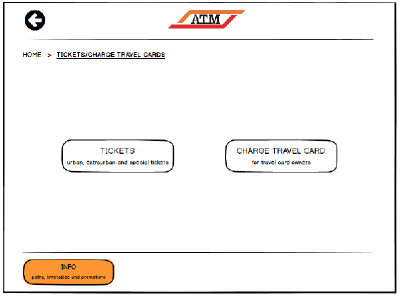 ATM
HOME > TICKETS/CHARGE TRAVEL CARDS
TICKETS
urban, extraurban and special tickets
CHARGE TRAVEL CARD
for travel card owners
INFO
paths, timetables and promotions